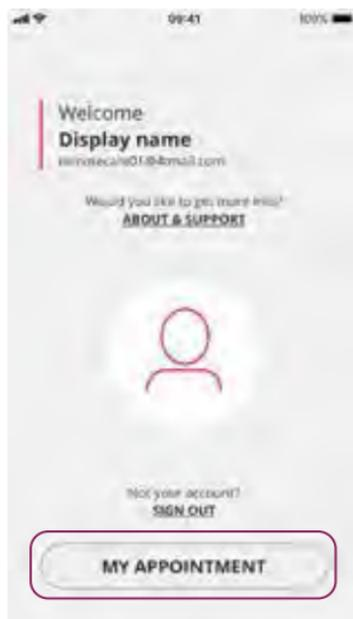 09:41 100%
Welcome
Display name
Would you like to get more info?
ABOUT & SUPPORT
Not your account?
SIGN OUT
MY APPOINTMENT